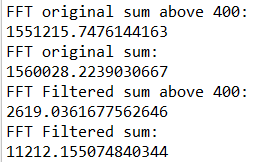 FFT original sum above 400:
1551215.7476144163
FFT original sum:
1560028.2239030667
FFT Filtered sum above 400:
2619.0361677562646
FFT Filtered sum:
11212.155074840344